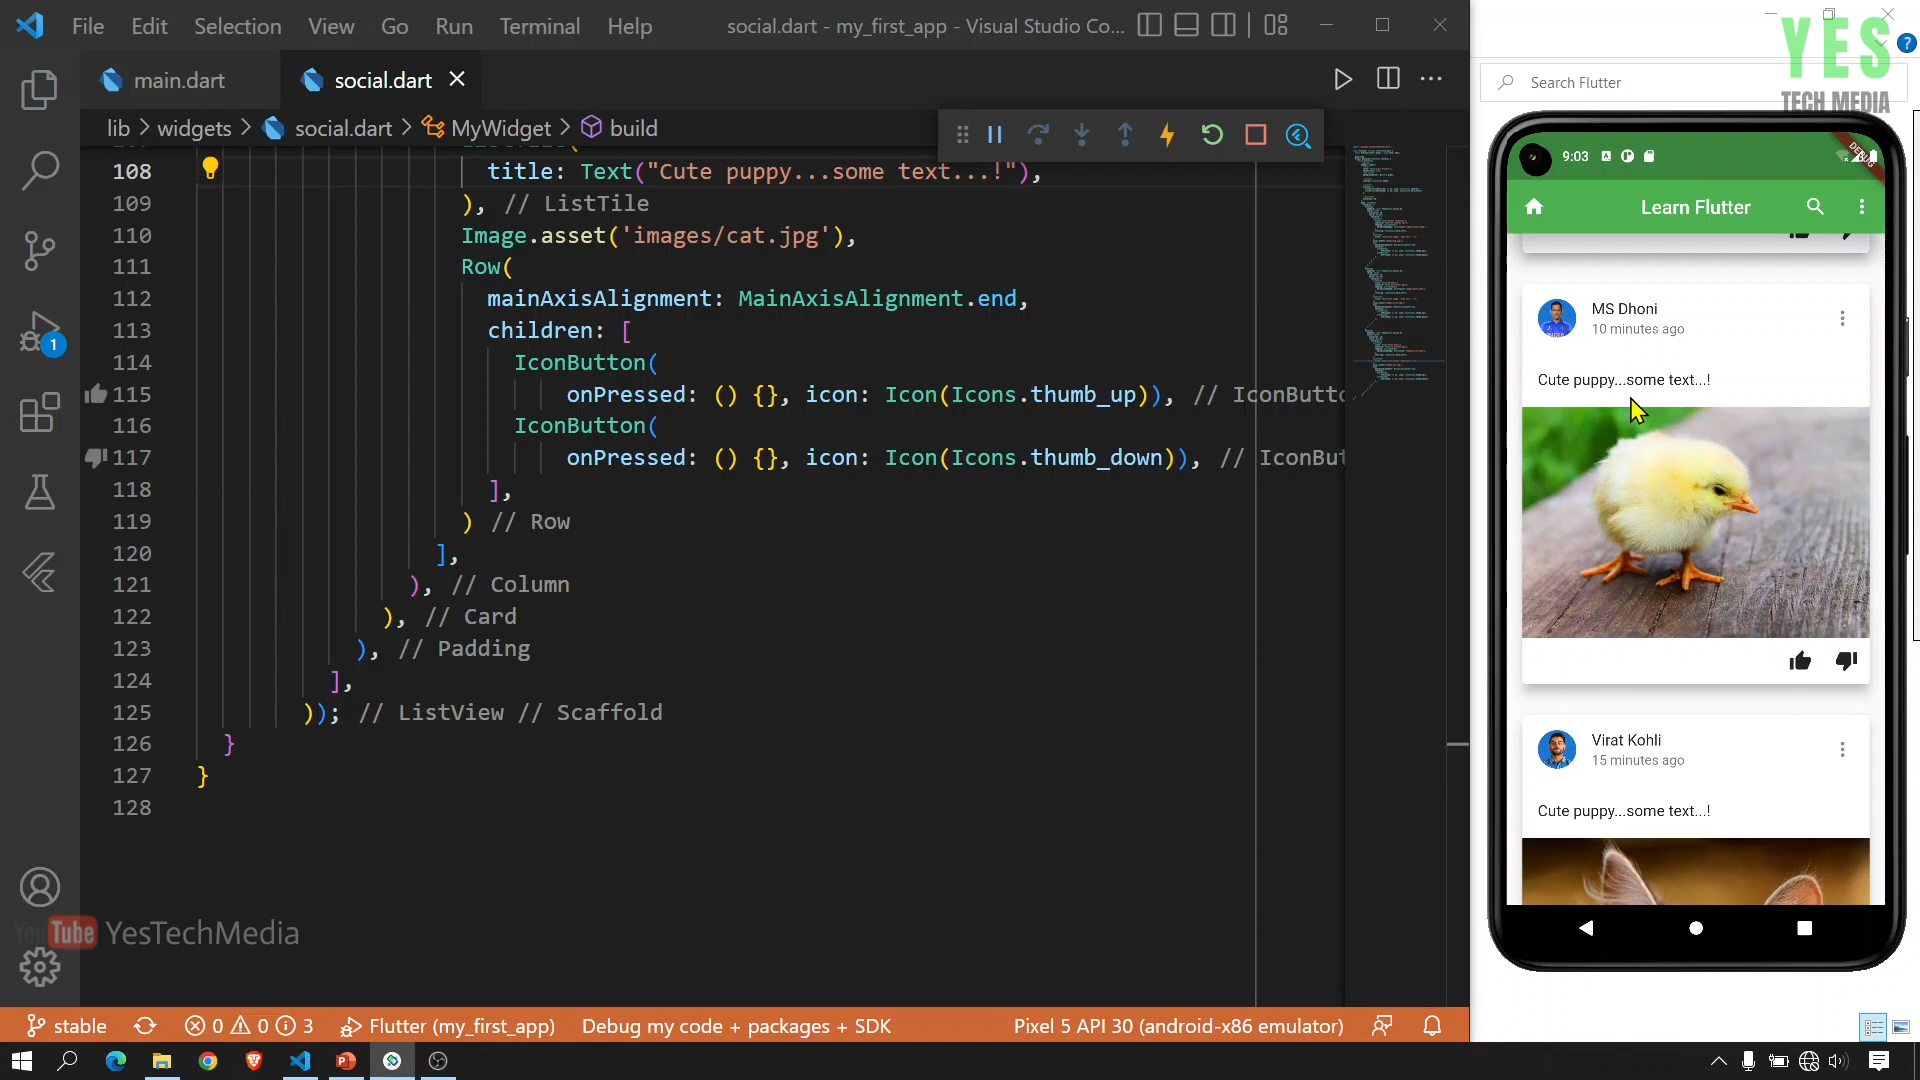 File Edit Selection View Go Run Terminal Help
social.dart - my_first_app - Visual Studio Co...
main.dart
social.dart
lib > widgets > social.dart > MyWidget > build
108 title: Text("Cute puppy...some text...!"),
109 ), // ListTile
110 Image.asset('images/cat.jpg'),
111 Row(
112 mainAxisAlignment: MainAxisAlignment.end,
113 children: [
114 IconButton(
115 onPressed: () {}, icon: Icon(Icons.thumb_up)), // IconButto
116 IconButton(
117 onPressed: () {}, icon: Icon(Icons.thumb_down)), // IconBut
118 ],
119 ) // Row
120 ],
121 ), // Column
122 ), // Card
123 ), // Padding
124 ],
125 )); // ListView // Scaffold
126 }
127 }
128
1
YouTube YesTechMedia
stable
0 0 3
Flutter (my_first_app)
Debug my code + packages + SDK
Pixel 5 API 30 (android-x86 emulator)
YES
TECH MEDIA
Search Flutter
9:03
DEBUG
Learn Flutter
MS Dhoni
10 minutes ago
Cute puppy...some text...!
Virat Kohli
15 minutes ago
Cute puppy...some text...!